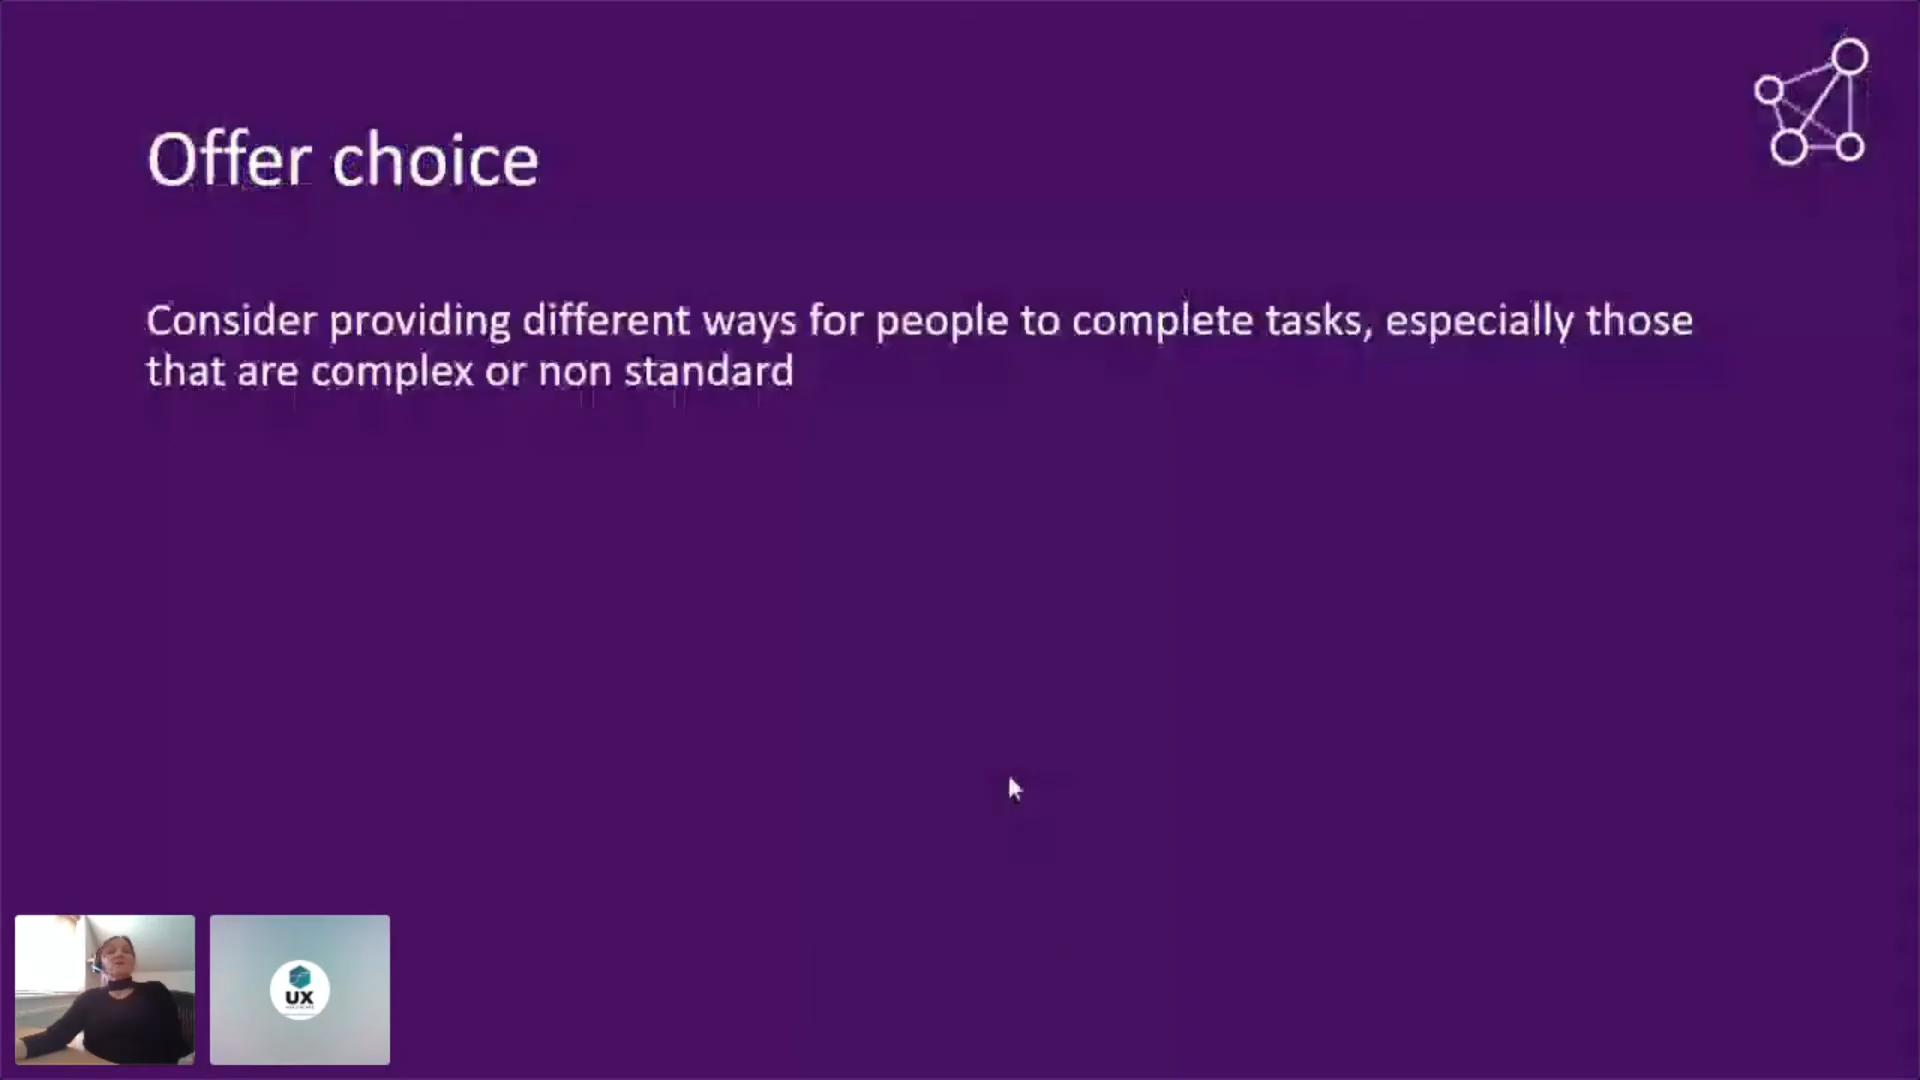 Offer choice
Consider providing different ways for people to complete tasks, especially those
that are complex or non standard
UX